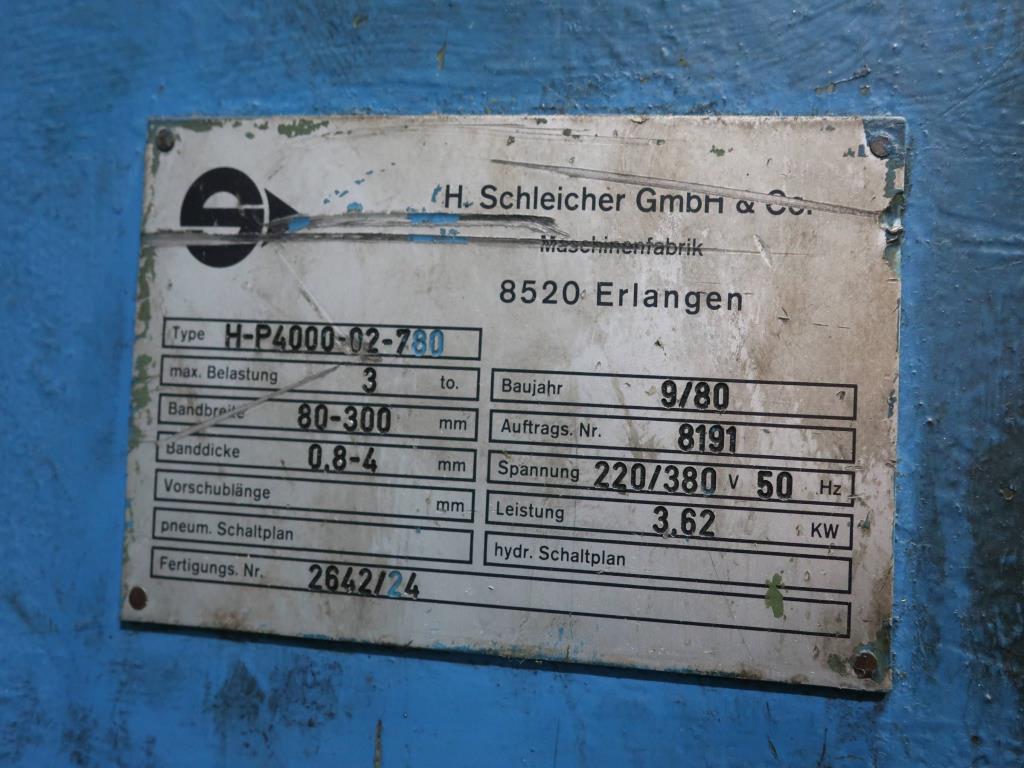 H. Schleicher GmbH & Co.
Maschinenfabrik
8520 Erlangen
Type H-P4000-02-780
max. Belastung 3 to.
Bandbreite 80-300 mm
Banddicke 0,8-4 mm
Vorschublänge mm
pneum. Schaltplan
Fertigungs. Nr. 2642/24
Baujahr 9/80
Auftrags. Nr. 8191
Spannung 220/380 V 50 Hz
Leistung 3,62 KW
hydr. Schaltplan